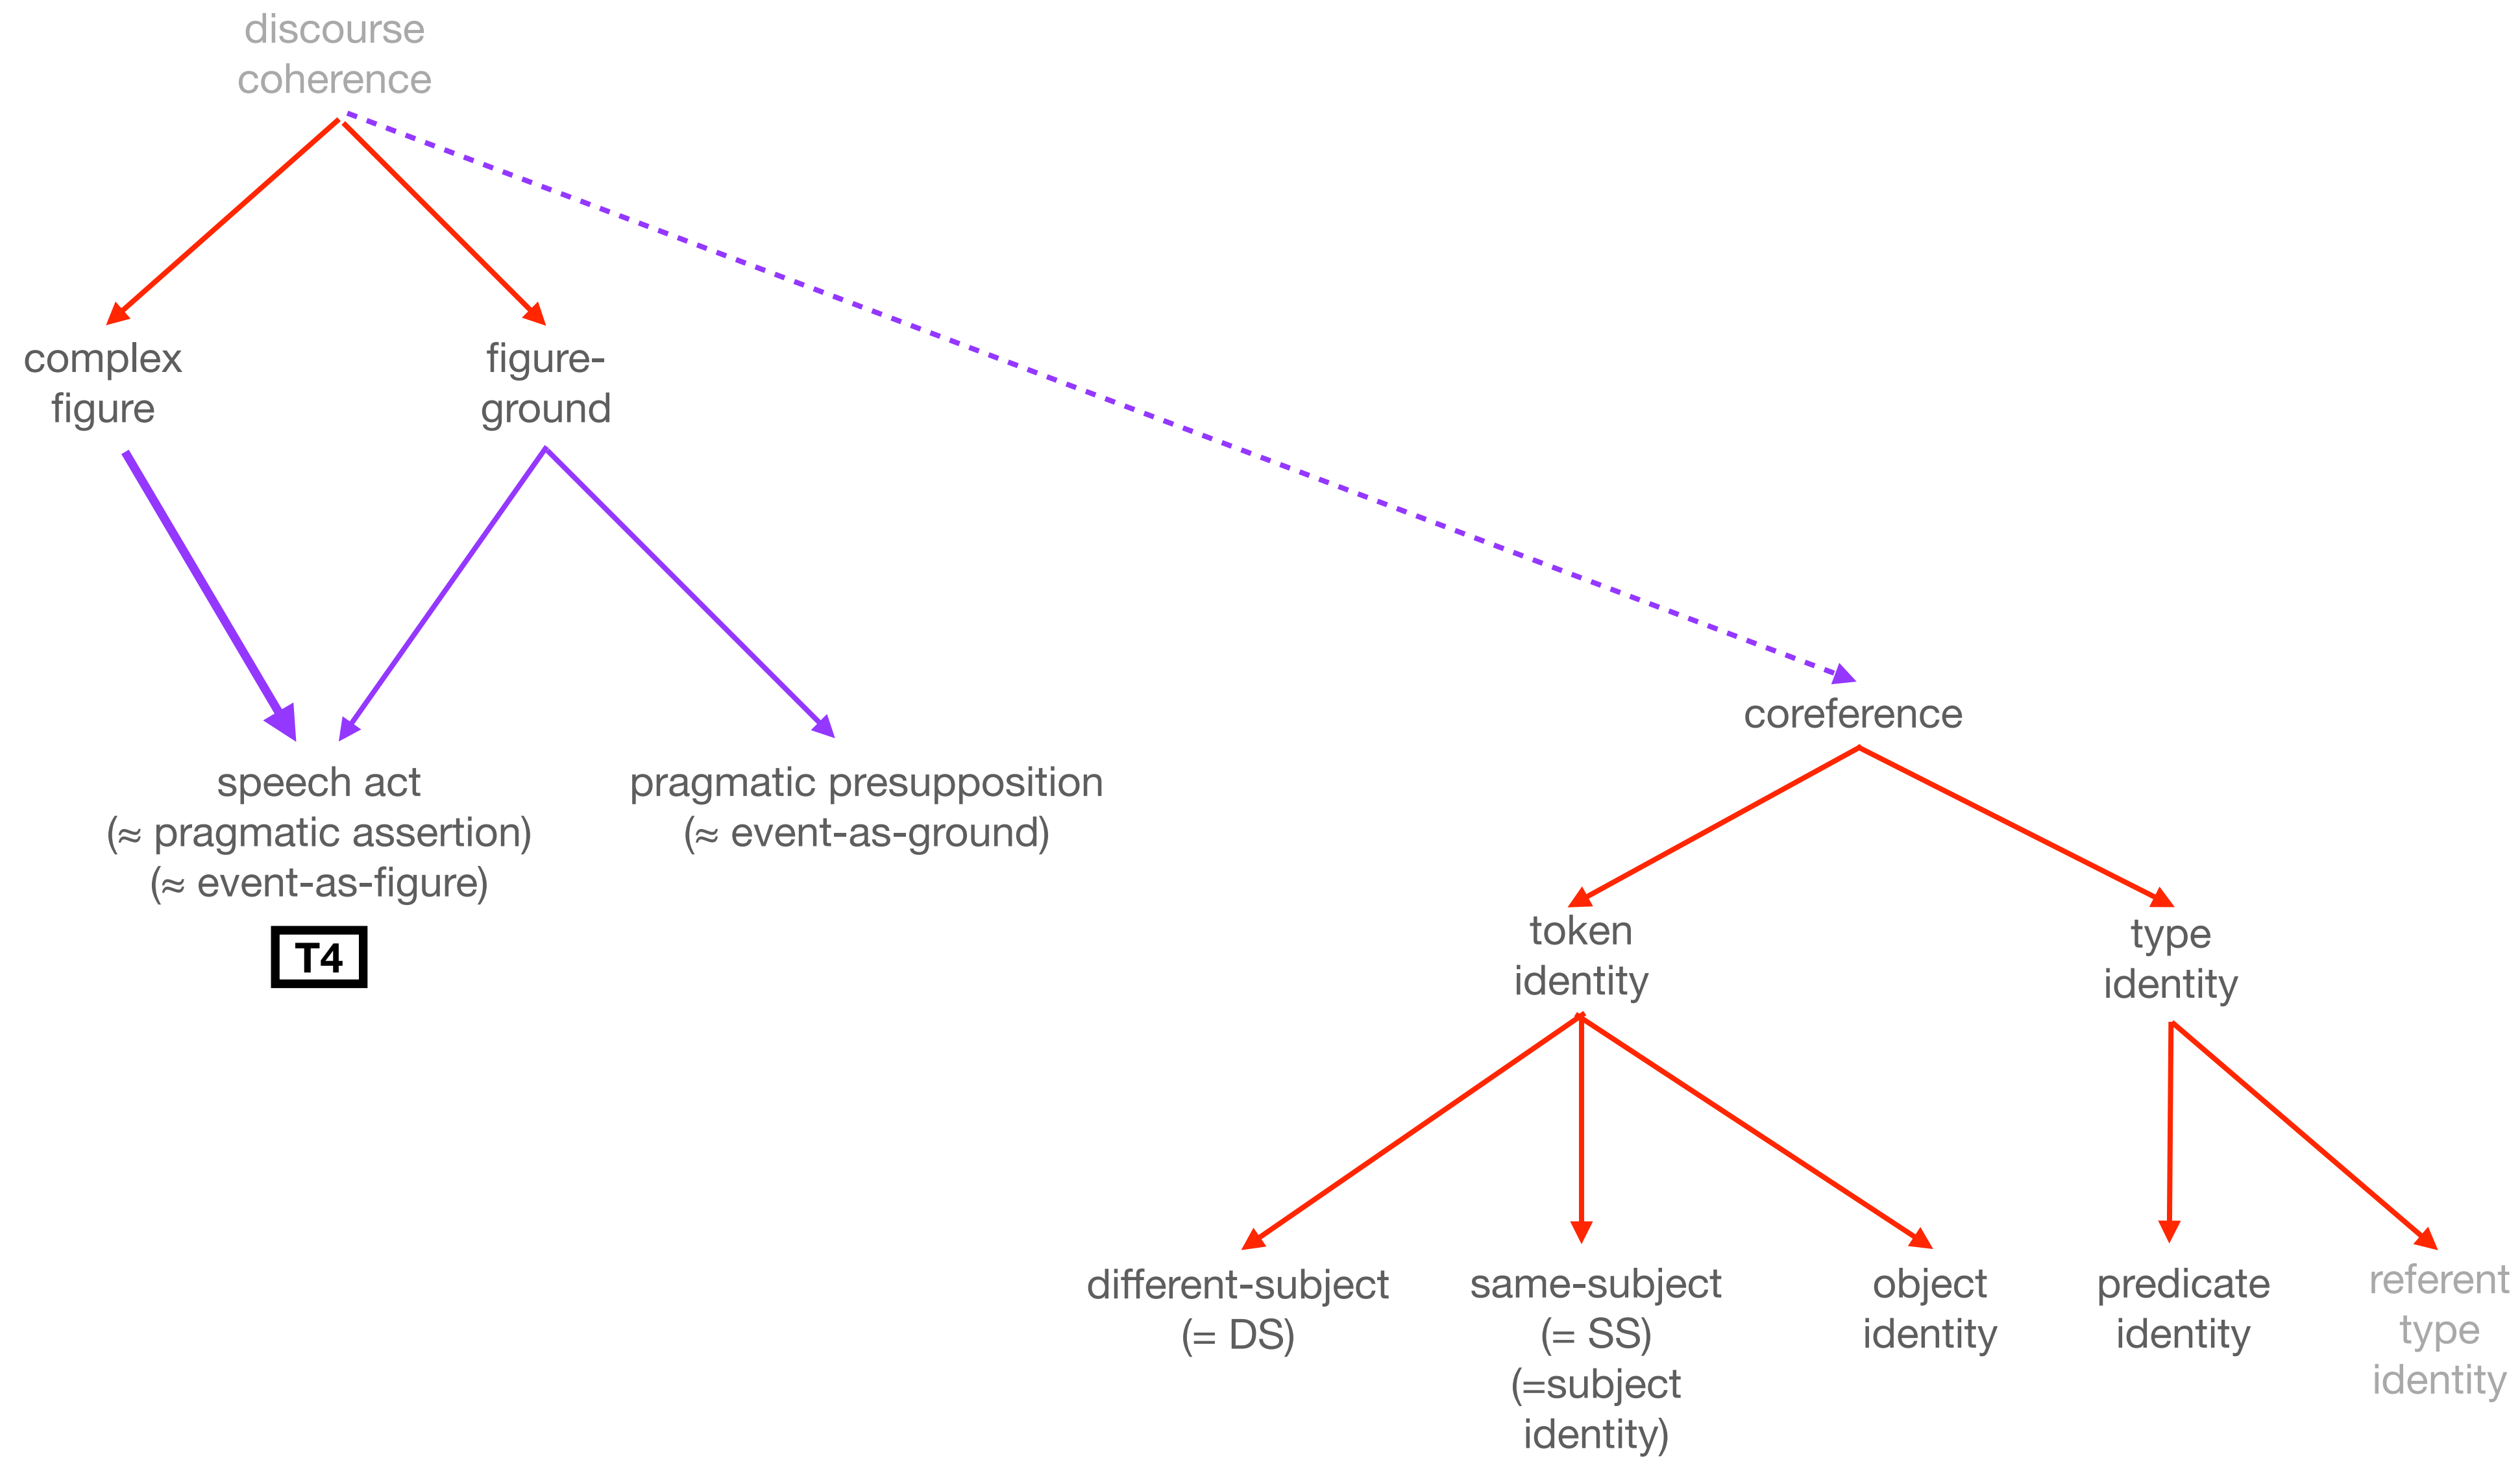 discourse
coherence
complex
figure
figure-
ground
coreference
speech act
(≈ pragmatic assertion)
(≈ event-as-figure)
T4
pragmatic presupposition
(≈ event-as-ground)
token
identity
type
identity
different-subject
(= DS)
same-subject
(= SS)
(=subject
identity)
object
identity
predicate
identity
referent
type
identity